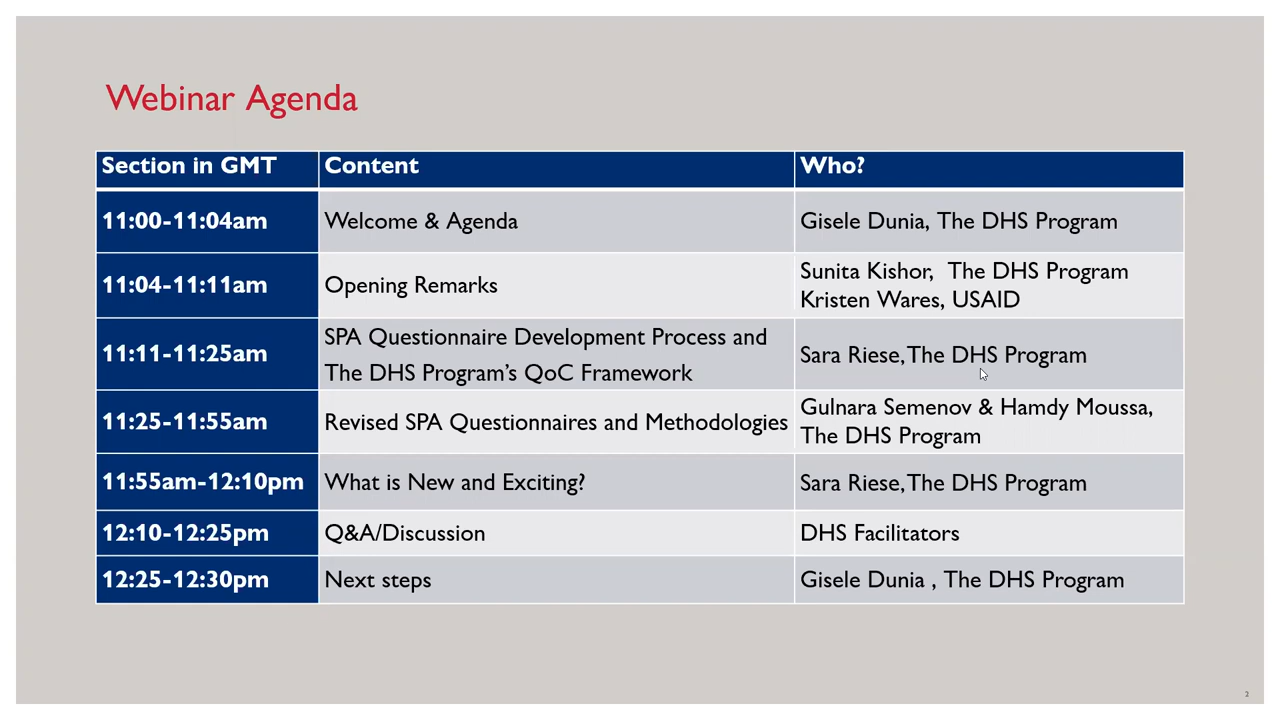 Webinar Agenda
Section in GMT
Content
Who?
11:00-11:04am
Welcome & Agenda
Gisele Dunia, The DHS Program
11:04-11:11am
Opening Remarks
Sunita Kishor, The DHS Program
Kristen Wares, USAID
11:11-11:25am
SPA Questionnaire Development Process and
The DHS Program's QoC Framework
Sara Riese,The DHS Program
11:25-11:55am
Revised SPA Questionnaires and Methodologies
Gulnara Semenov & Hamdy Moussa,
The DHS Program
11:55am-12:10pm
What is New and Exciting?
Sara Riese,The DHS Program
12:10-12:25pm
Q&A/Discussion
DHS Facilitators
12:25-12:30pm
Next steps
Gisele Dunia , The DHS Program
2